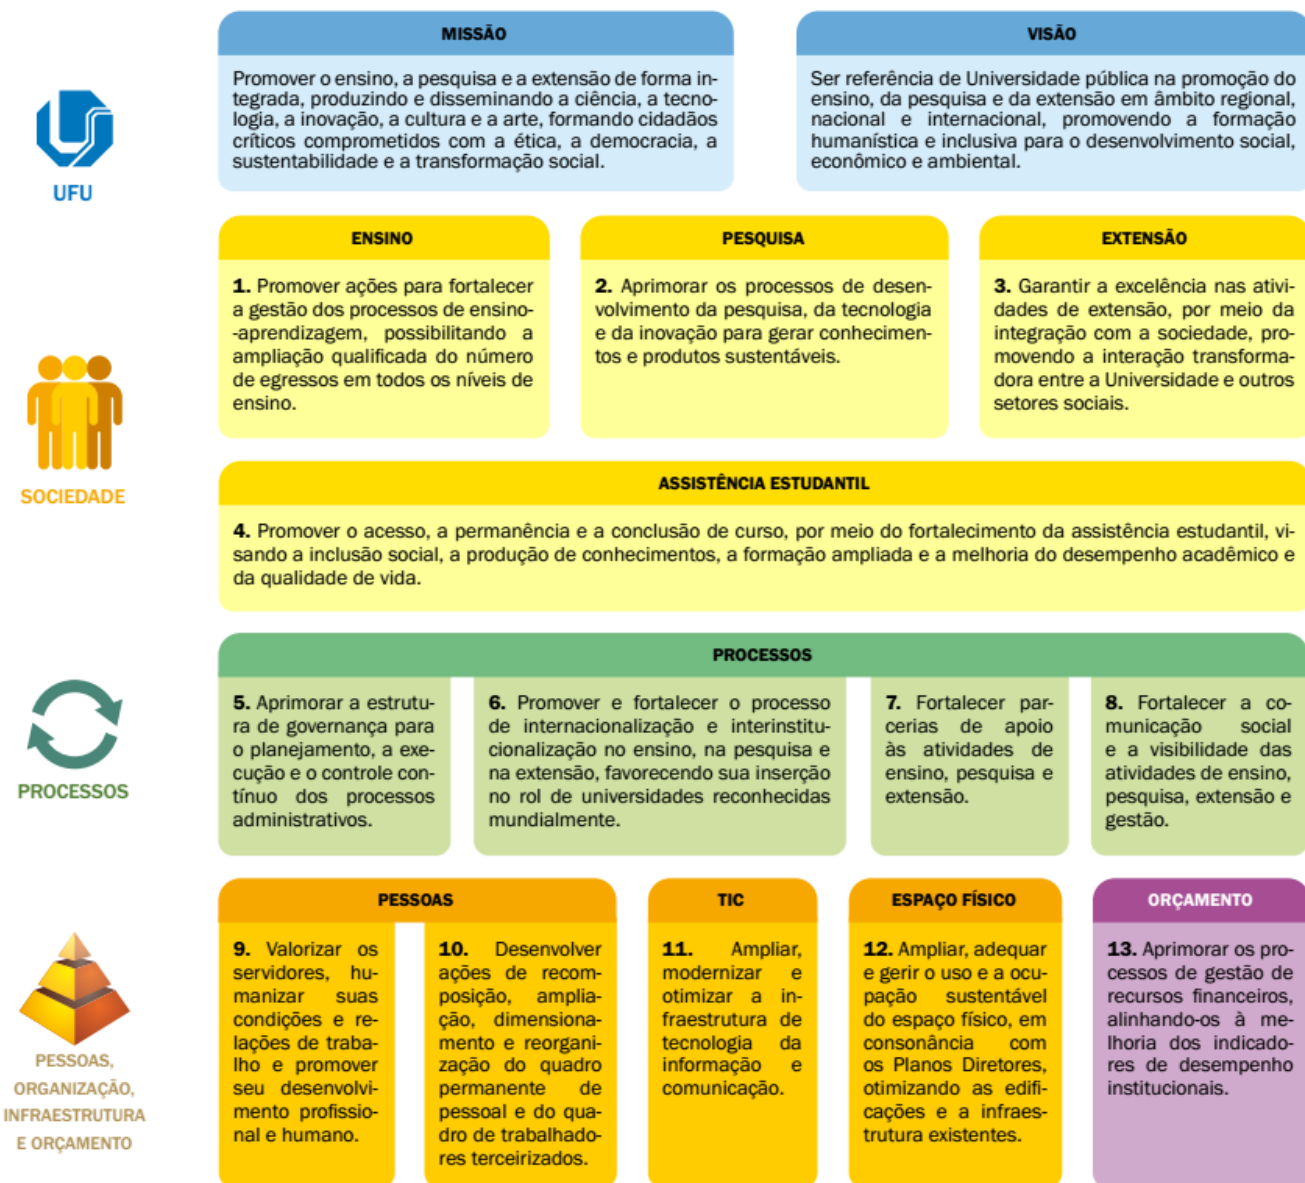 UFU
MISSÃO
Promover o ensino, a pesquisa e a extensão de forma in-
tegrada, produzindo e disseminando a ciência, a tecno-
logia, a inovação, a cultura e a arte, formando cidadãos
críticos comprometidos com a ética, a democracia, a
sustentabilidade e a transformação social.
VISÃO
Ser referência de Universidade pública na promoção do
ensino, da pesquisa e da extensão em âmbito regional,
nacional e internacional, promovendo a formação
humanística e inclusiva para o desenvolvimento social,
econômico e ambiental.
SOCIEDADE
ENSINO
1. Promover ações para fortalecer
a gestão dos processos de ensino-
-aprendizagem, possibilitando a
ampliação qualificada do número
de egressos em todos os níveis de
ensino.
PESQUISA
2. Aprimorar os processos de desen-
volvimento da pesquisa, da tecnologia
e da inovação para gerar conhecimen-
tos e produtos sustentáveis.
EXTENSÃO
3. Garantir a excelência nas ativi-
dades de extensão, por meio da
integração com a sociedade, pro-
movendo a interação transforma-
dora entre a Universidade e outros
setores sociais.
ASSISTÊNCIA ESTUDANTIL
4. Promover o acesso, a permanência e a conclusão de curso, por meio do fortalecimento da assistência estudantil, vi-
sando a inclusão social, a produção de conhecimentos, a formação ampliada e a melhoria do desempenho acadêmico e
da qualidade de vida.
PROCESSOS
PROCESSOS
5. Aprimorar a estrutu-
ra de governança para
o planejamento, a exe-
cução e o controle con-
tínuo dos processos
administrativos.
6. Promover e fortalecer o processo
de internacionalização e interinstitu-
cionalização no ensino, na pesquisa e
na extensão, favorecendo sua inserção
no rol de universidades reconhecidas
mundialmente.
7. Fortalecer par-
cerias de apoio
às atividades de
ensino, pesquisa e
extensão.
8. Fortalecer a co-
municação social
e a visibilidade das
atividades de ensino,
pesquisa, extensão e
gestão.
PESSOAS,
ORGANIZAÇÃO,
INFRAESTRUTURA
E ORÇAMENTO
PESSOAS
9. Valorizar os
servidores, hu-
manizar suas
condições e re-
lações de traba-
lho e promover
seu desenvolvi-
mento profissio-
nal e humano.
10. Desenvolver
ações de recom-
posição, amplia-
ção, dimensiona-
mento e reorgani-
zação do quadro
permanente de
pessoal e do qua-
dro de trabalhado-
res terceirizados.
TIC
11. Ampliar,
modernizar e
otimizar a in-
fraestrutura de
tecnologia da
informação e
comunicação.
ESPAÇO FÍSICO
12. Ampliar, adequar
e gerir o uso e a ocu-
pação sustentável
do espaço físico, em
consonância com
os Planos Diretores,
otimizando as edifi-
cações e a infraes-
trutura existentes.
ORÇAMENTO
13. Aprimorar os pro-
cessos de gestão de
recursos financeiros,
alinhando-os à me-
lhoria dos indicado-
res de desempenho
institucionais.